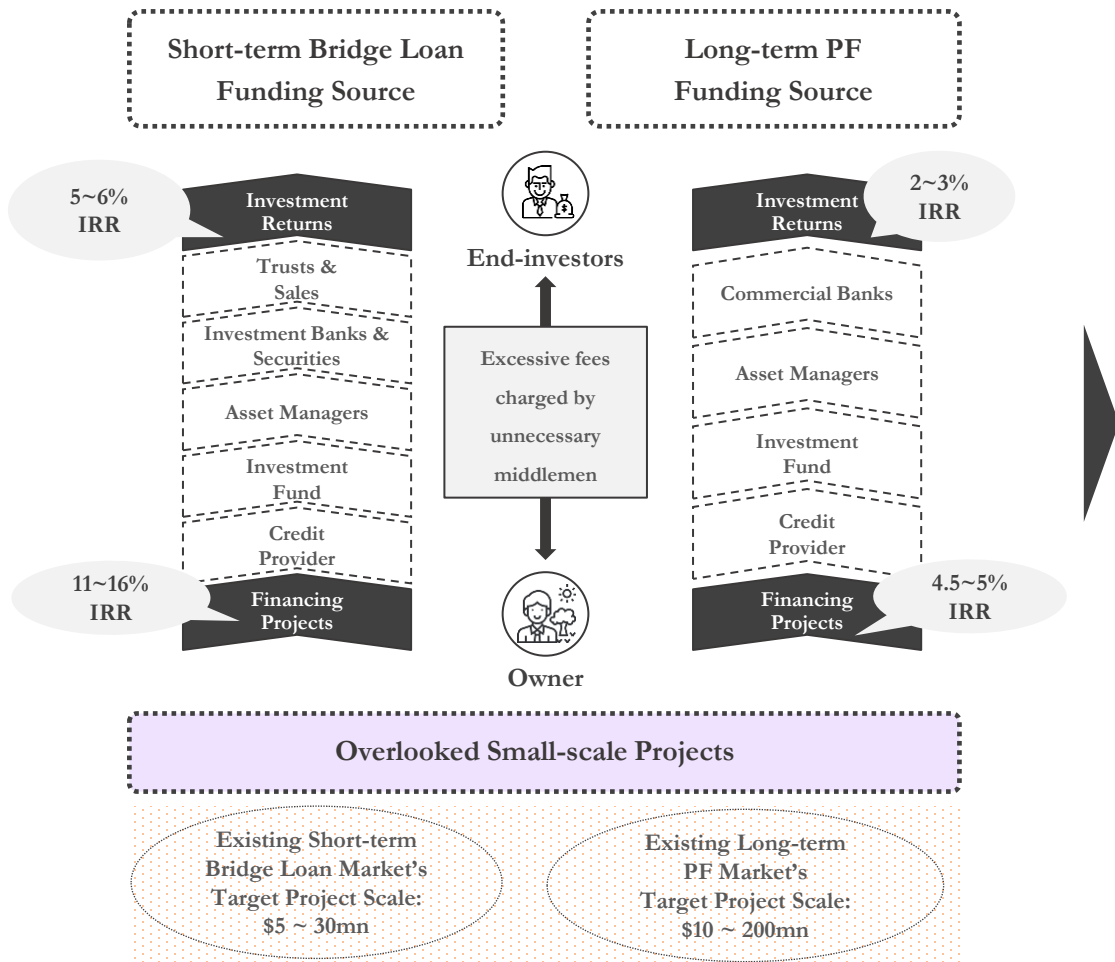 Short-term Bridge Loan
Funding Source
Long-term PF
Funding Source
5~6%
IRR
Investment
Returns
Trusts &
Sales
Investment Banks &
Securities
Asset Managers
Investment
Fund
Credit
Provider
11~16%
IRR
Financing
Projects
$
End-investors
Excessive fees
charged by
unnecessary
middlemen
Owner
2~3%
IRR
Investment
Returns
Commercial Banks
Asset Managers
Investment
Fund
Credit
Provider
4.5~5%
IRR
Financing
Projects
Overlooked Small-scale Projects
Existing Short-term
Bridge Loan Market’s
Target Project Scale:
$5 ~ 30mn
Existing Long-term
PF Market’s
Target Project Scale:
$10 ~ 200mn